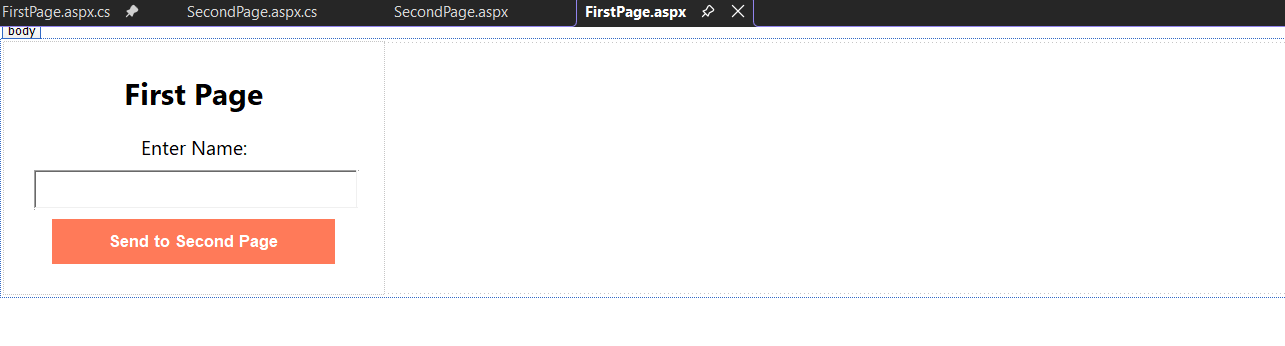 FirstPage.aspx.cs SecondPage.aspx.cs SecondPage.aspx FirstPage.aspx
body
First Page
Enter Name:
Send to Second Page